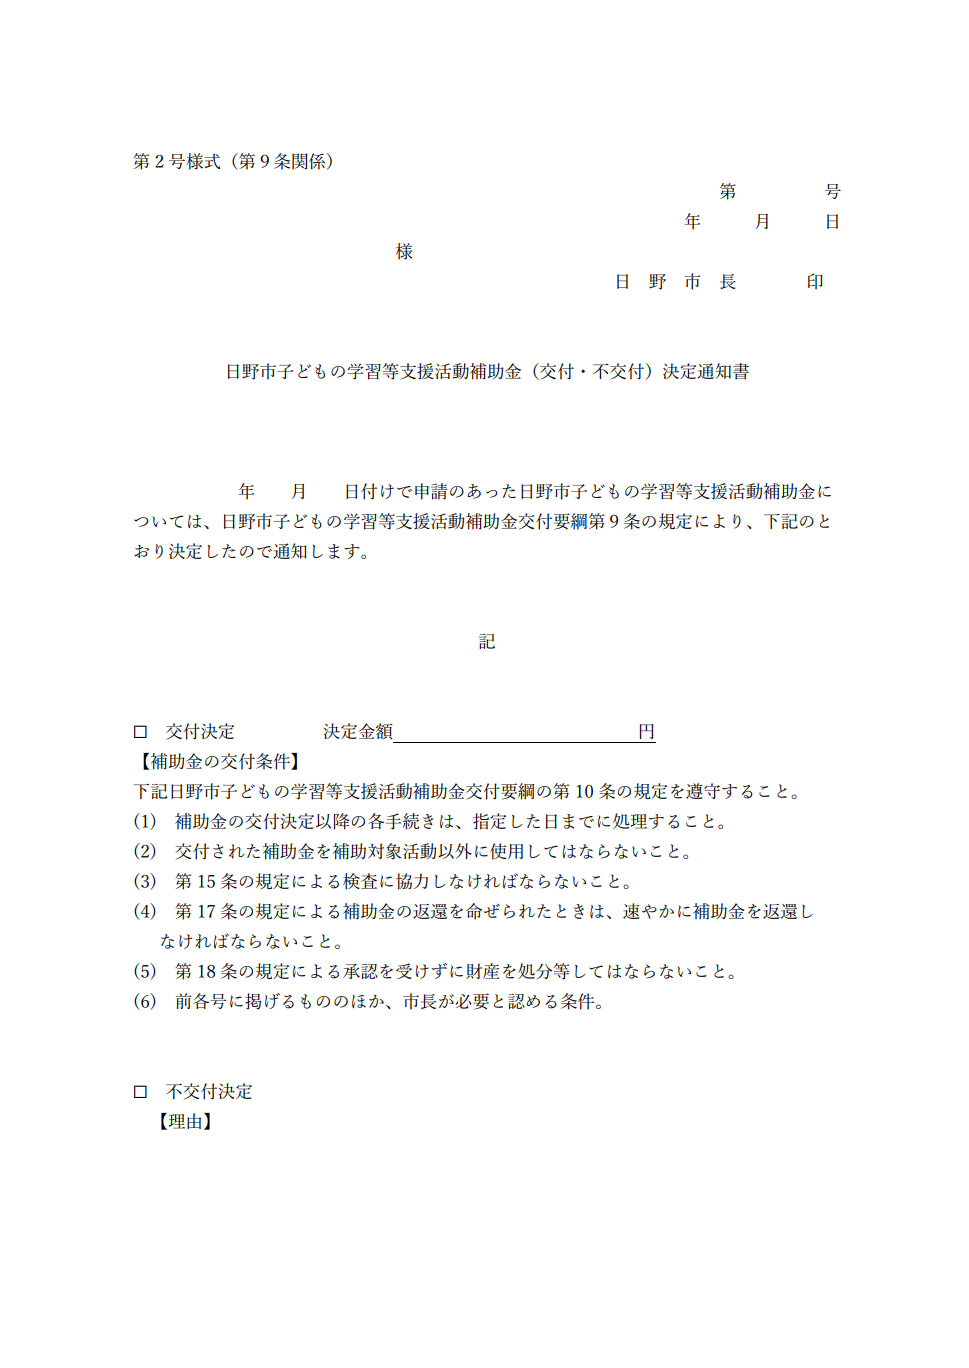 第２号様式（第９条関係）
第　　　　　号
年　　　月　　　日
様
日　野　市　長　　　　印
日野市子どもの学習等支援活動補助金（交付・不交付）決定通知書
年　　月　　日付けで申請のあった日野市子どもの学習等支援活動補助金に
ついては、日野市子どもの学習等支援活動補助金交付要綱第９条の規定により、下記のと
おり決定したので通知します。
記
□　交付決定　　　　　決定金額　　　　　　　　　　　　　　円
【補助金の交付条件】
下記日野市子どもの学習等支援活動補助金交付要綱の第 10 条の規定を遵守すること。
(1)　補助金の交付決定以降の各手続きは、指定した日までに処理すること。
(2)　交付された補助金を補助対象活動以外に使用してはならないこと。
(3)　第 15 条の規定による検査に協力しなければならないこと。
(4)　第 17 条の規定による補助金の返還を命ぜられたときは、速やかに補助金を返還し
なければならないこと。
(5)　第 18 条の規定による承認を受けずに財産を処分等してはならないこと。
(6)　前各号に掲げるもののほか、市長が必要と認める条件。
□　不交付決定
【理由】